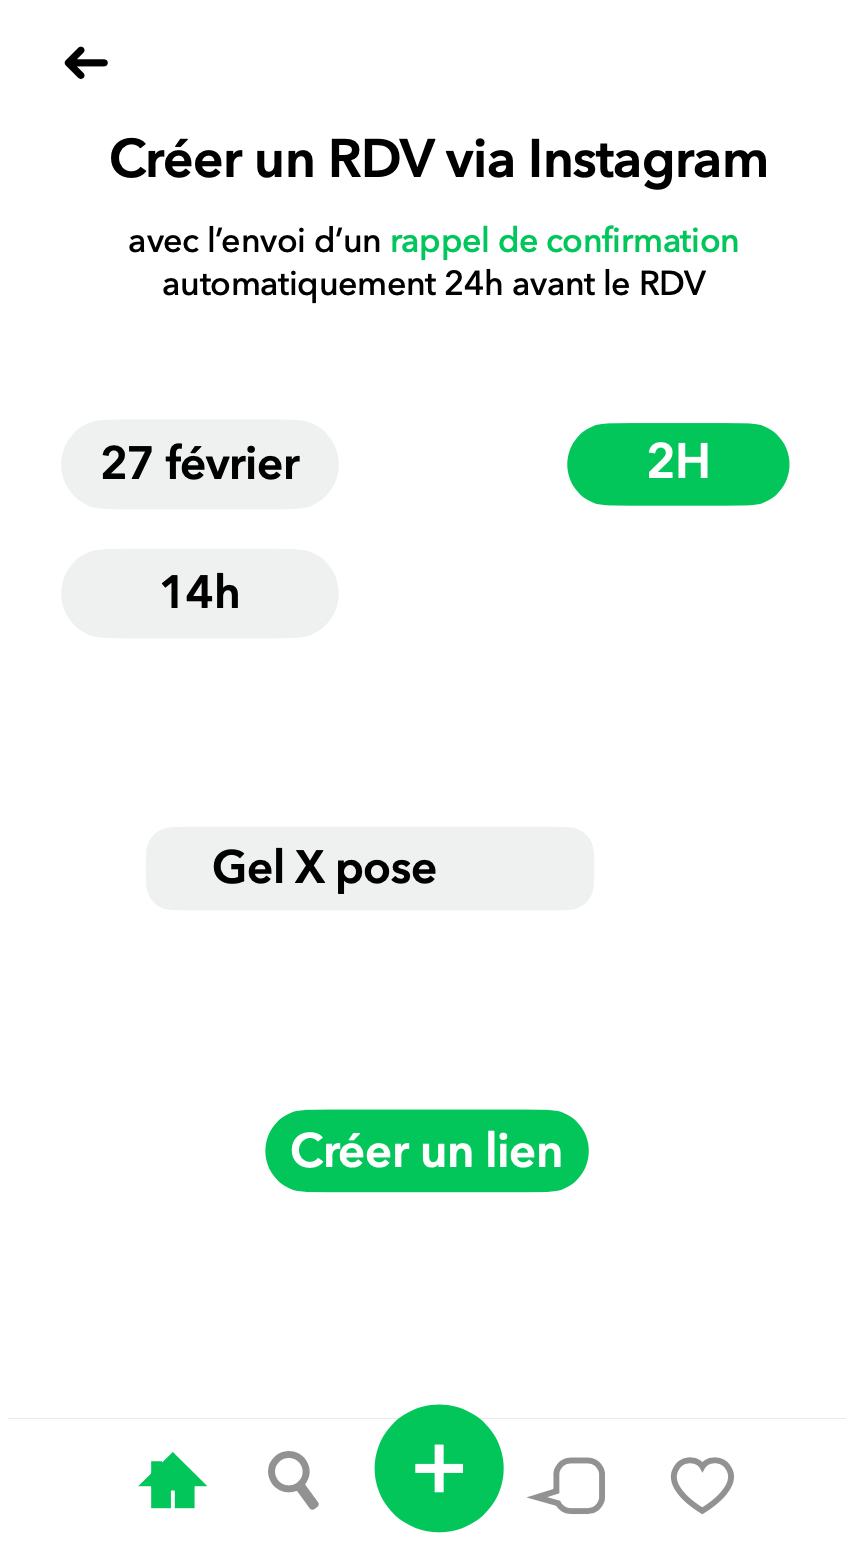 Créer un RDV via Instagram
avec l’envoi d’un rappel de confirmation
automatiquement 24h avant le RDV
27 février
2H
14h
Gel X pose
Créer un lien